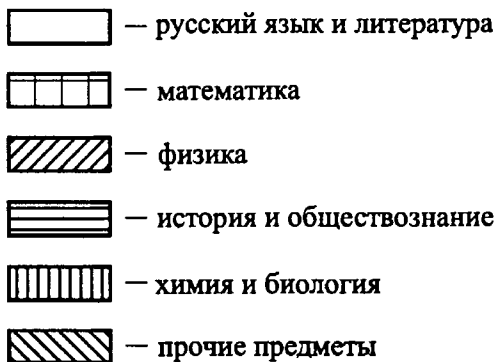 — русский язык и литература
— математика
— физика
— история и обществознание
— химия и биология
— прочие предметы